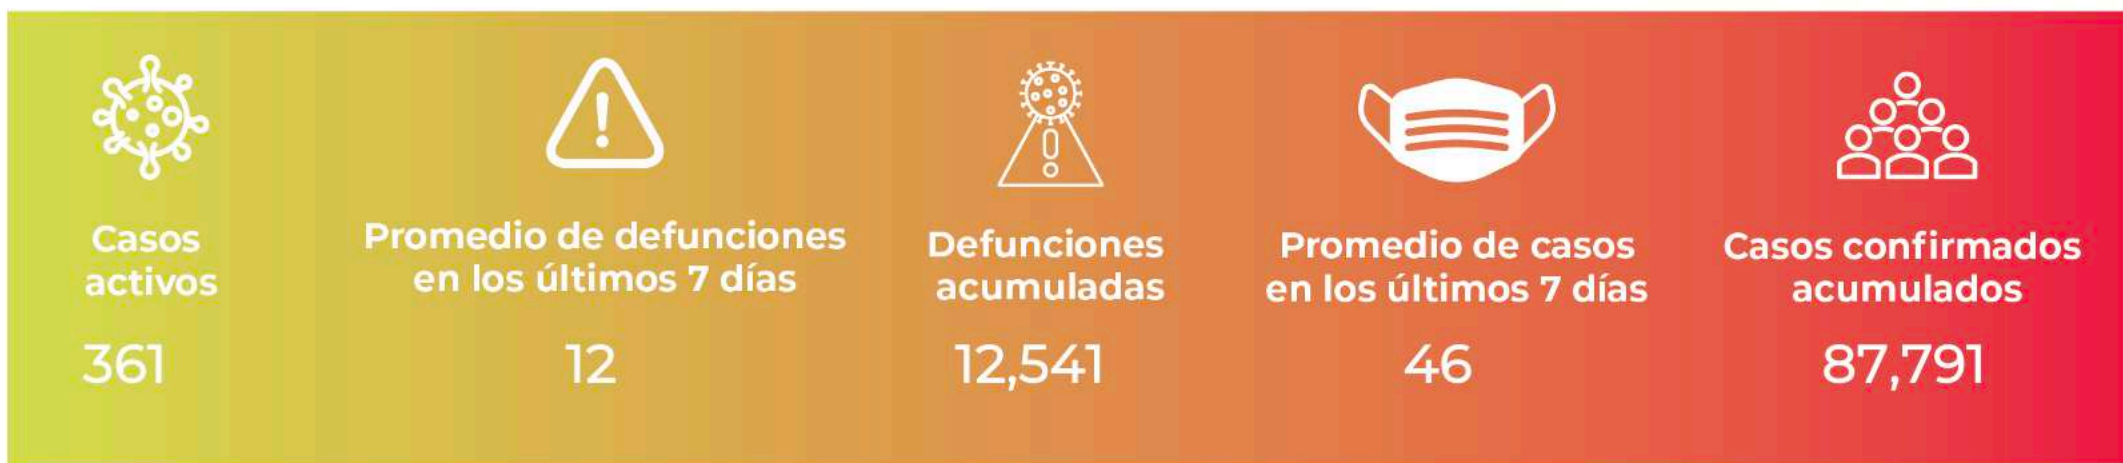 Casos
activos
361
Promedio de defunciones
en los últimos 7 días
12
Defunciones
acumuladas
12,541
Promedio de casos
en los últimos 7 días
46
Casos confirmados
acumulados
87,791